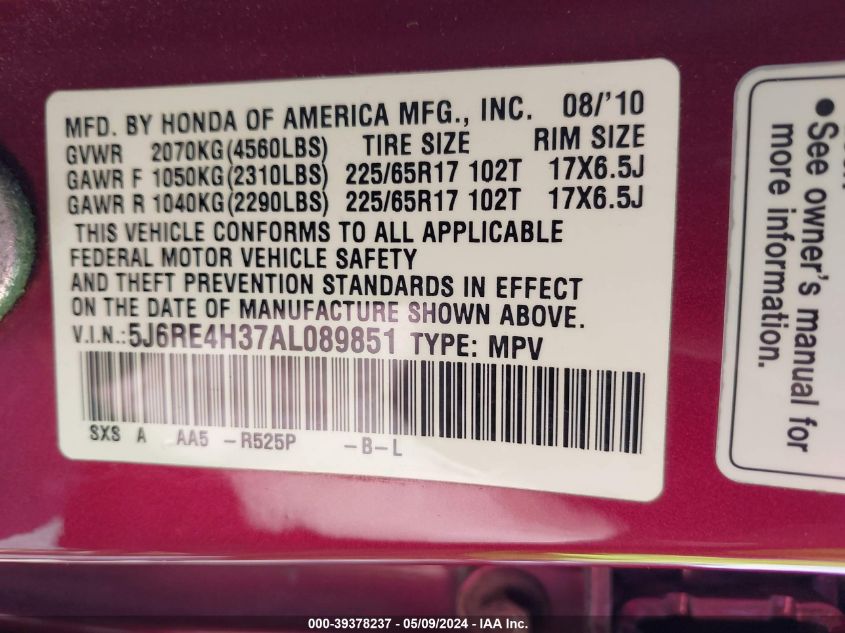 MFD. BY HONDA OF AMERICA MFG., INC. 08/'10
GVWR 2070KG(4560LBS) TIRE SIZE RIM SIZE
GAWR F 1050KG(2310LBS) 225/65R17 102T 17X6.5J
GAWR R 1040KG(2290LBS) 225/65R17 102T 17X6.5J
THIS VEHICLE CONFORMS TO ALL APPLICABLE
FEDERAL MOTOR VEHICLE SAFETY
AND THEFT PREVENTION STANDARDS IN EFFECT
ON THE DATE OF MANUFACTURE SHOWN ABOVE.
V.I.N.:5J6RE4H37AL089851 TYPE: MPV
SXS A AA5 -R525P -B-L
●See owner's manual for
more information.
000-39378237 - 05/09/2024 - IAA Inc.